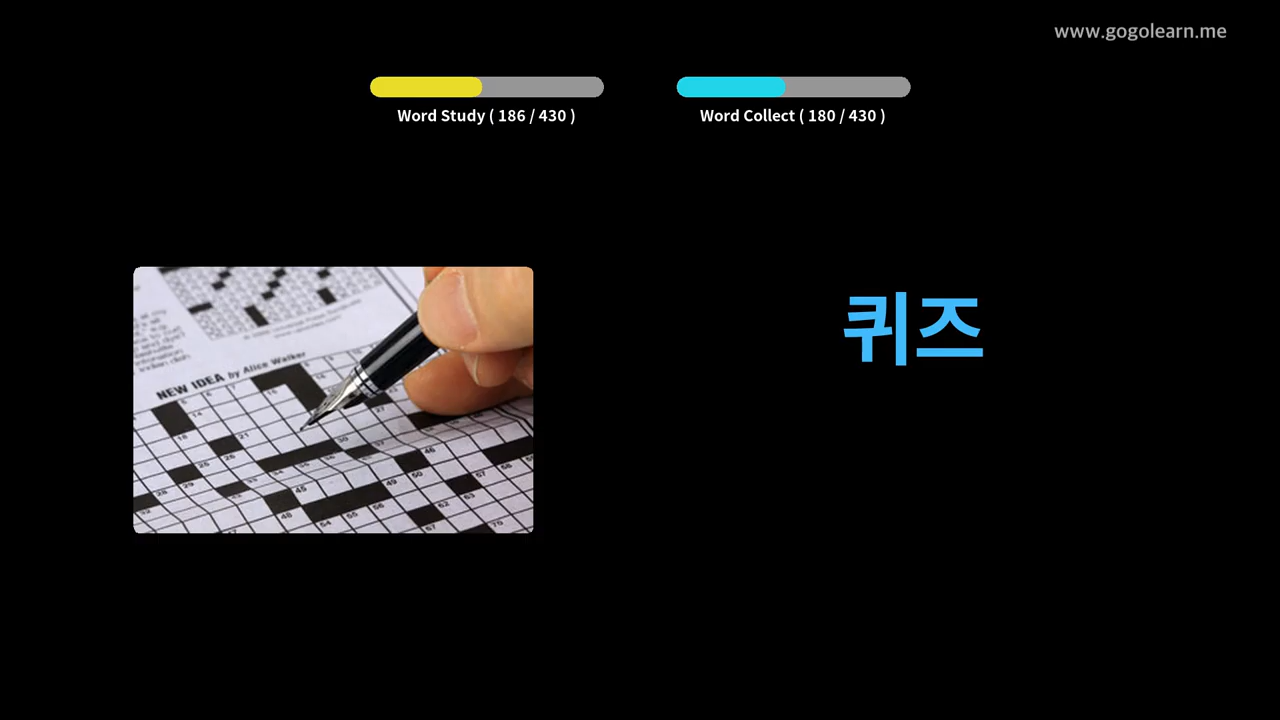 www.gogolearn.me
Word Study ( 186 / 430 )
Word Collect ( 180 / 430 )
퀴즈
NEW IDEA by Alice Walker